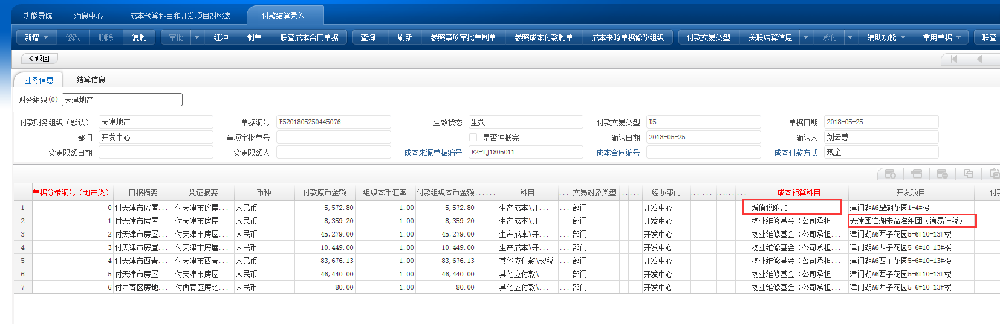 功能导航 消息中心 成本预算科目和开发项目对照表 付款结算录入
新增 修改 删除 复制 审批 红冲 制单 联查成本合同单据 查询 刷新 参照事项审批单制单 参照成本付款制单 成本来源单据修改组织 付款交易类型 关联结算信息 承付 辅助功能 常用单据 联查
返回
业务信息 结算信息
财务组织(O) 天津地产
付款财务组织（默认） 天津地产 单据编号 F5201805250445076 生效状态 生效 付款交易类型 D5 单据日期 2018-05-25
部门 开发中心 事项审批单号 是否冲抵完 确认日期 2018-05-25 确认人 刘云慧
变更限额日期 变更限额人 成本来源单据编号 F2-TJ1805011 成本合同编号 成本付款方式 现金
单据分录编号（地产类） 日报摘要 凭证摘要 币种 付款原币金额 组织本币汇率 付款组织本币金额 ..... 科目 ... 交易对象类型 ..... 经办部门 ..... ..... 成本预算科目 开发项目 付款
1 0 付天津市房屋... 付天津市房屋... 人民币 5,572.80 1.00 5,572.80 生产成本\开... ... 部门 开发中心 增值税附加 津门湖A6黛湖花园1-4#楼
2 1 付天津市房屋... 付天津市房屋... 人民币 8,359.20 1.00 8,359.20 生产成本\开... ... 部门 开发中心 物业维修基金（公司承担... 天津团泊湖未命名组团（简易计税）
3 2 付天津市房屋... 付天津市房屋... 人民币 45,279.00 1.00 45,279.00 生产成本\开... ... 部门 开发中心 物业维修基金（公司承担... 津门湖A6西子花园5-6#10-13#楼
4 3 付天津市房屋... 付天津市房屋... 人民币 10,449.00 1.00 10,449.00 生产成本\开... ... 部门 开发中心 物业维修基金（公司承担... 津门湖A6西子花园5-6#10-13#楼
5 4 付天津市西青... 付天津市西青... 人民币 83,676.13 1.00 83,676.13 其他应付款\契税 ... 部门 开发中心 物业维修基金（公司承担... 津门湖A6西子花园5-6#10-13#楼
6 5 付天津市房屋... 付天津市房屋... 人民币 46,440.00 1.00 46,440.00 其他应付款\... ... 部门 开发中心 物业维修基金（公司承担... 津门湖A6西子花园5-6#10-13#楼
7 6 付西青区房地... 付西青区房地... 人民币 80.00 1.00 80.00 其他应付款\... ... 部门 开发中心 物业维修基金（公司承担... 津门湖A6西子花园5-6#10-13#楼